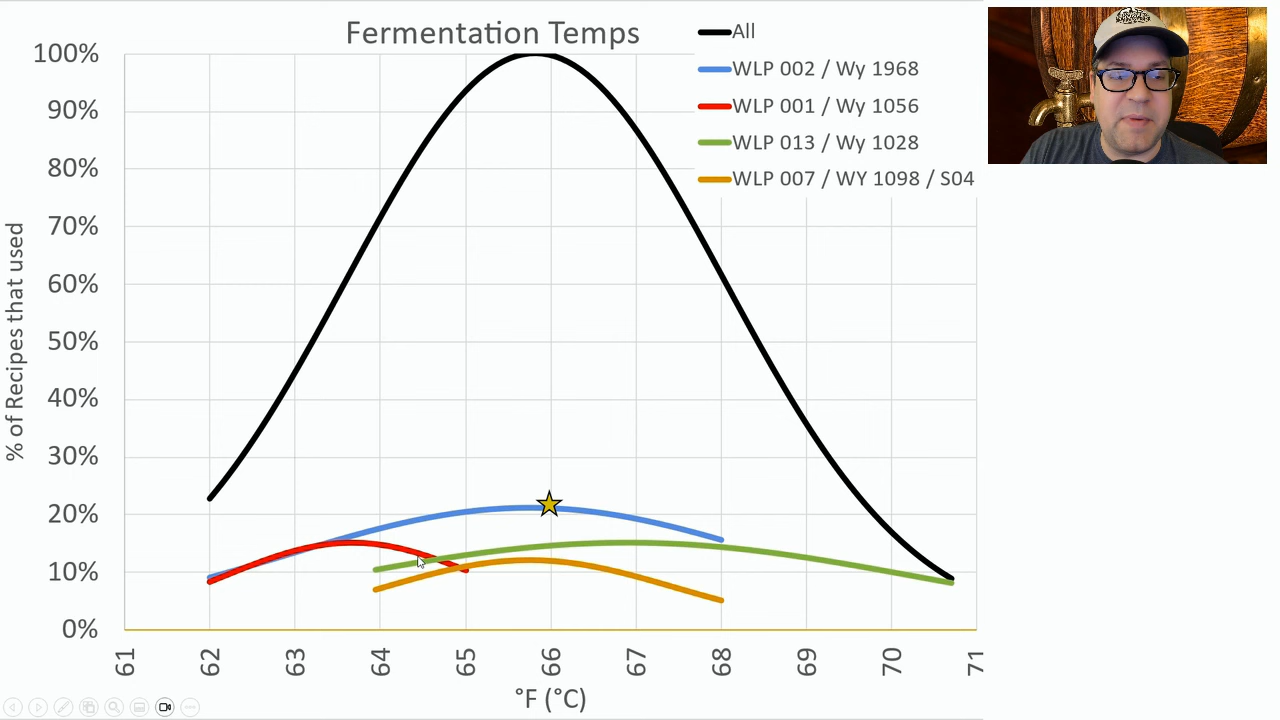 Fermentation Temps
All
WLP 002 / Wy 1968
WLP 001 / Wy 1056
WLP 013 / Wy 1028
WLP 007 / WY 1098 / S04
% of Recipes that used
100%
90%
80%
70%
60%
50%
40%
30%
20%
10%
0%
61 62 63 64 65 66 67 68 69 70 71
°F (°C)